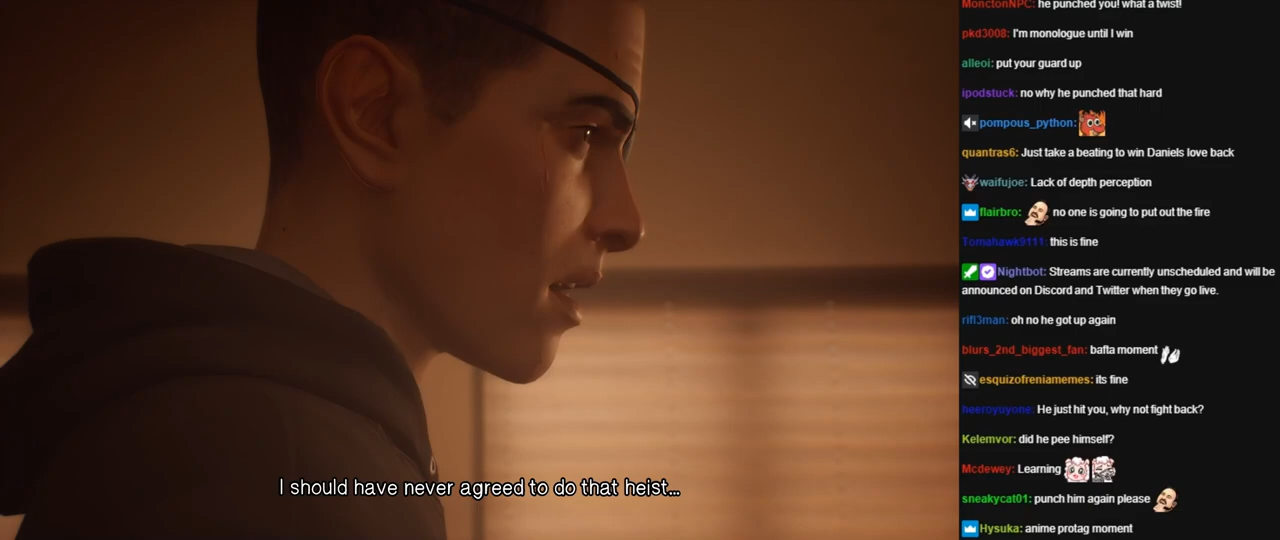 MonctonNPC: he punched you! what a twist!
pkd3008: I'm monologue until I win
alleoi: put your guard up
ipodstuck: no why he punched that hard
pompous_python:
quantras6: Just take a beating to win Daniels love back
waifujoe: Lack of depth perception
flairbro: no one is going to put out the fire
Tomahawk9111: this is fine
Nightbot: Streams are currently unscheduled and will be
announced on Discord and Twitter when they go live.
rifl3man: oh no he got up again
blurs_2nd_biggest_fan: bafta moment
esquizofreniamemes: its fine
heeroyuyone: He just hit you, why not fight back?
Kelemvor: did he pee himself?
Mcdewey: Learning
sneakycat01: punch him again please
Hysuka: anime protag moment
I should have never agreed to do that heist...